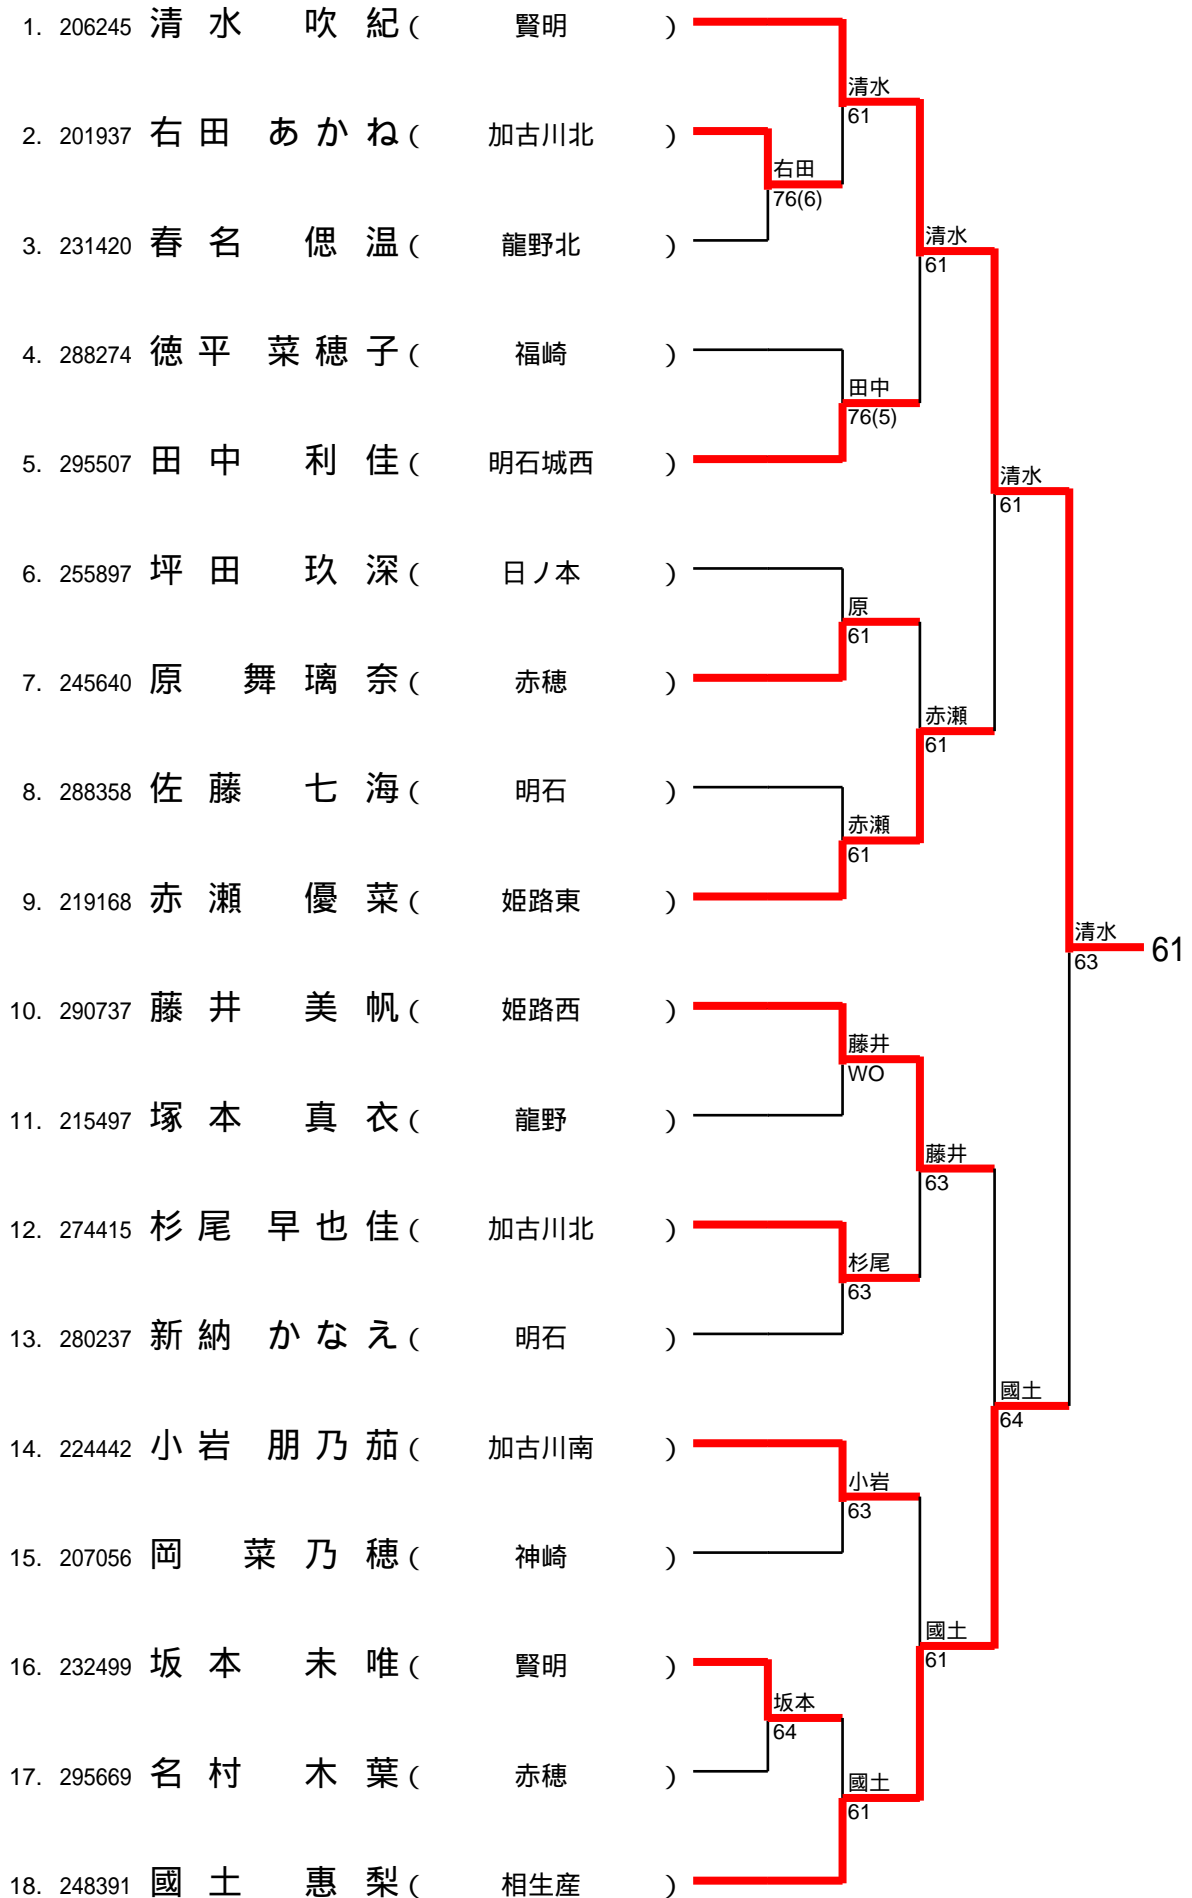 1. 206245 清水 吹紀 ( 賢明 )
清水
61
2. 201937 右田 あかね ( 加古川北 )
右田
76(6)
3. 231420 春名 偲温 ( 龍野北 )
清水
61
4. 288274 徳平 菜穂子 ( 福崎 )
田中
76(5)
5. 295507 田中 利佳 ( 明石城西 )
清水
61
6. 255897 坪田 玖深 ( 日ノ本 )
原
61
7. 245640 原 舞璃奈 ( 赤穂 )
赤瀬
61
8. 288358 佐藤 七海 ( 明石 )
赤瀬
61
9. 219168 赤瀬 優菜 ( 姫路東 )
清水
63
61
10. 290737 藤井 美帆 ( 姫路西 )
藤井
WO
11. 215497 塚本 真衣 ( 龍野 )
藤井
63
12. 274415 杉尾 早也佳 ( 加古川北 )
杉尾
63
13. 280237 新納 かなえ ( 明石 )
國土
64
14. 224442 小岩 朋乃茄 ( 加古川南 )
小岩
63
15. 207056 岡 菜乃穂 ( 神崎 )
國土
61
16. 232499 坂本 未唯 ( 賢明 )
坂本
64
17. 295669 名村 木葉 ( 赤穂 )
國土
61
18. 248391 國土 惠梨 ( 相生産 )